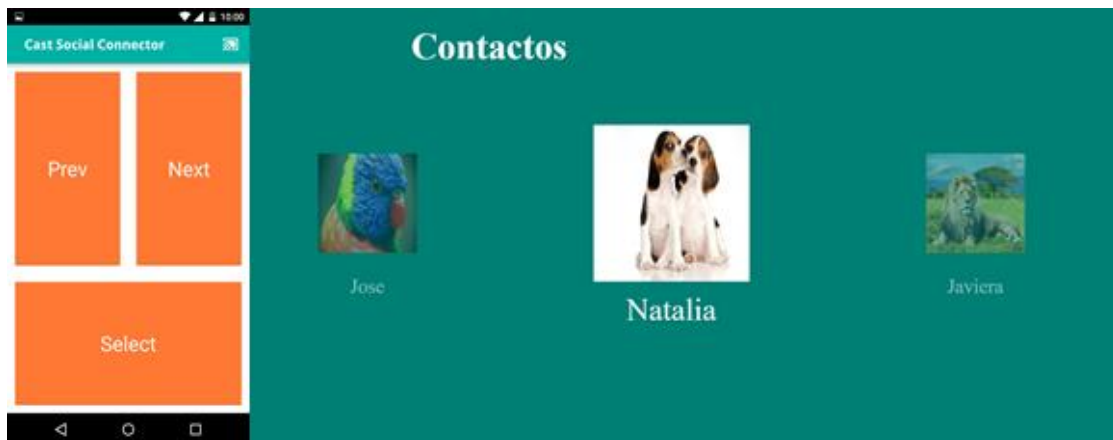 10:00
Cast Social Connector
Prev
Next
Select
Contactos
Jose
Natalia
Javiera